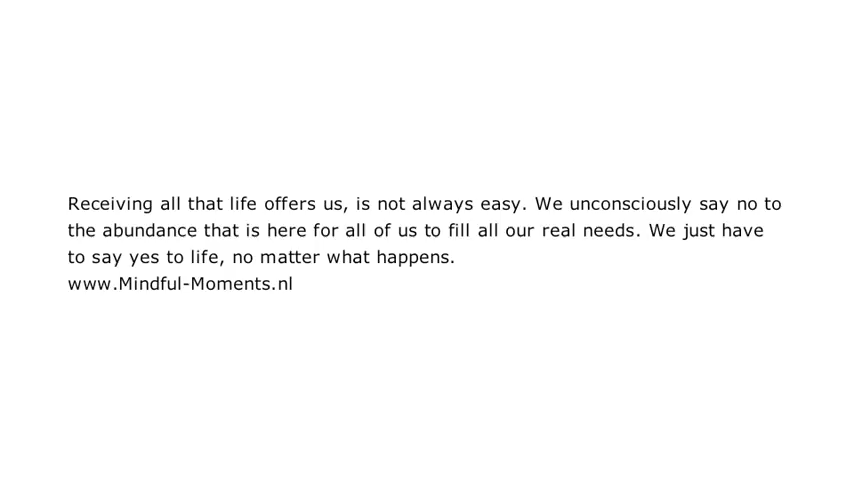 Receiving all that life offers us, is not always easy. We unconsciously say no to
the abundance that is here for all of us to fill all our real needs. We just have
to say yes to life, no matter what happens.
www.Mindful-Moments.nl